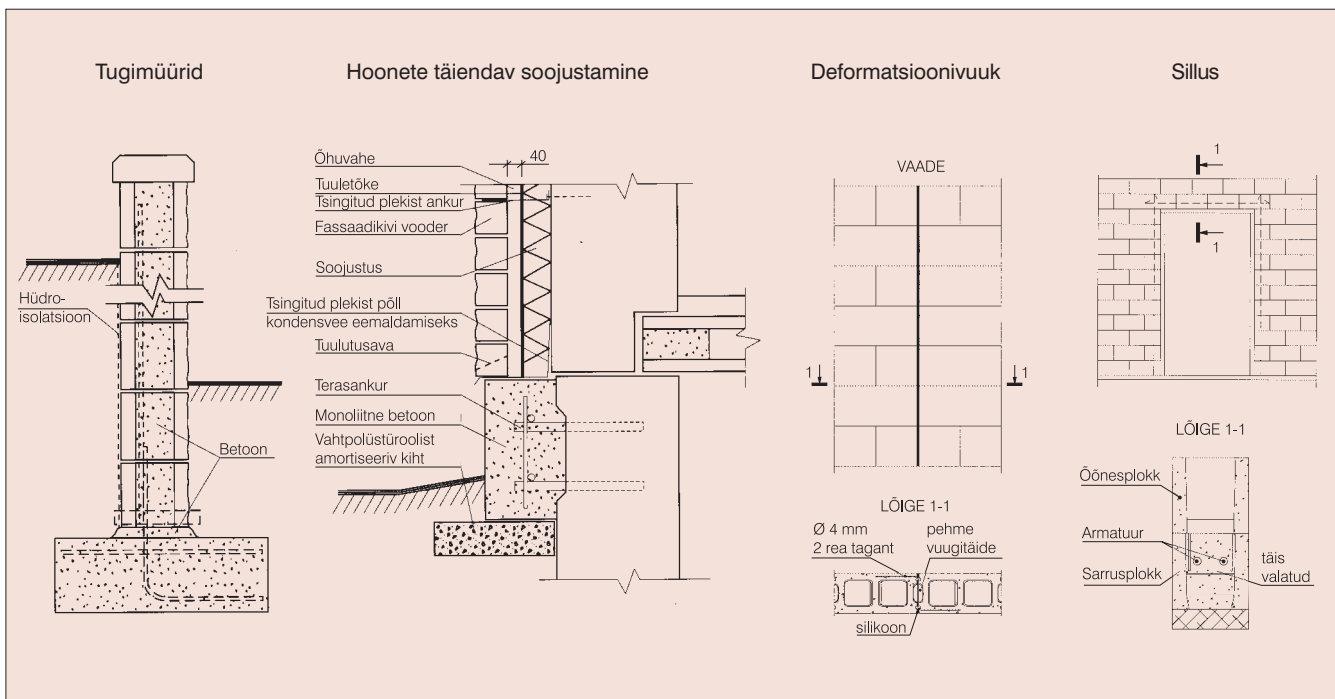 Tugimüürid
Hüdro-
isolatsioon
Betoon
Hoonete täiendav soojustamine
40
Õhuvahe
Tuuletõke
Tsingitud plekist ankur
Fassaadikivi vooder
Soojustus
Tsingitud plekist põll
kondensvee eemaldamiseks
Tuulutusava
Terasankur
Monoliitne betoon
Vahtpolüstüroolist
amortiseeriv kiht
Deformatsioonivuuk
VAADE
1
1
LÕIGE 1-1
Ø 4 mm
2 rea tagant
pehme
vuugitäide
silikoon
Sillus
1
1
LÕIGE 1-1
Õõnesplokk
Armatuur
Sarrusplokk
täis
valatud